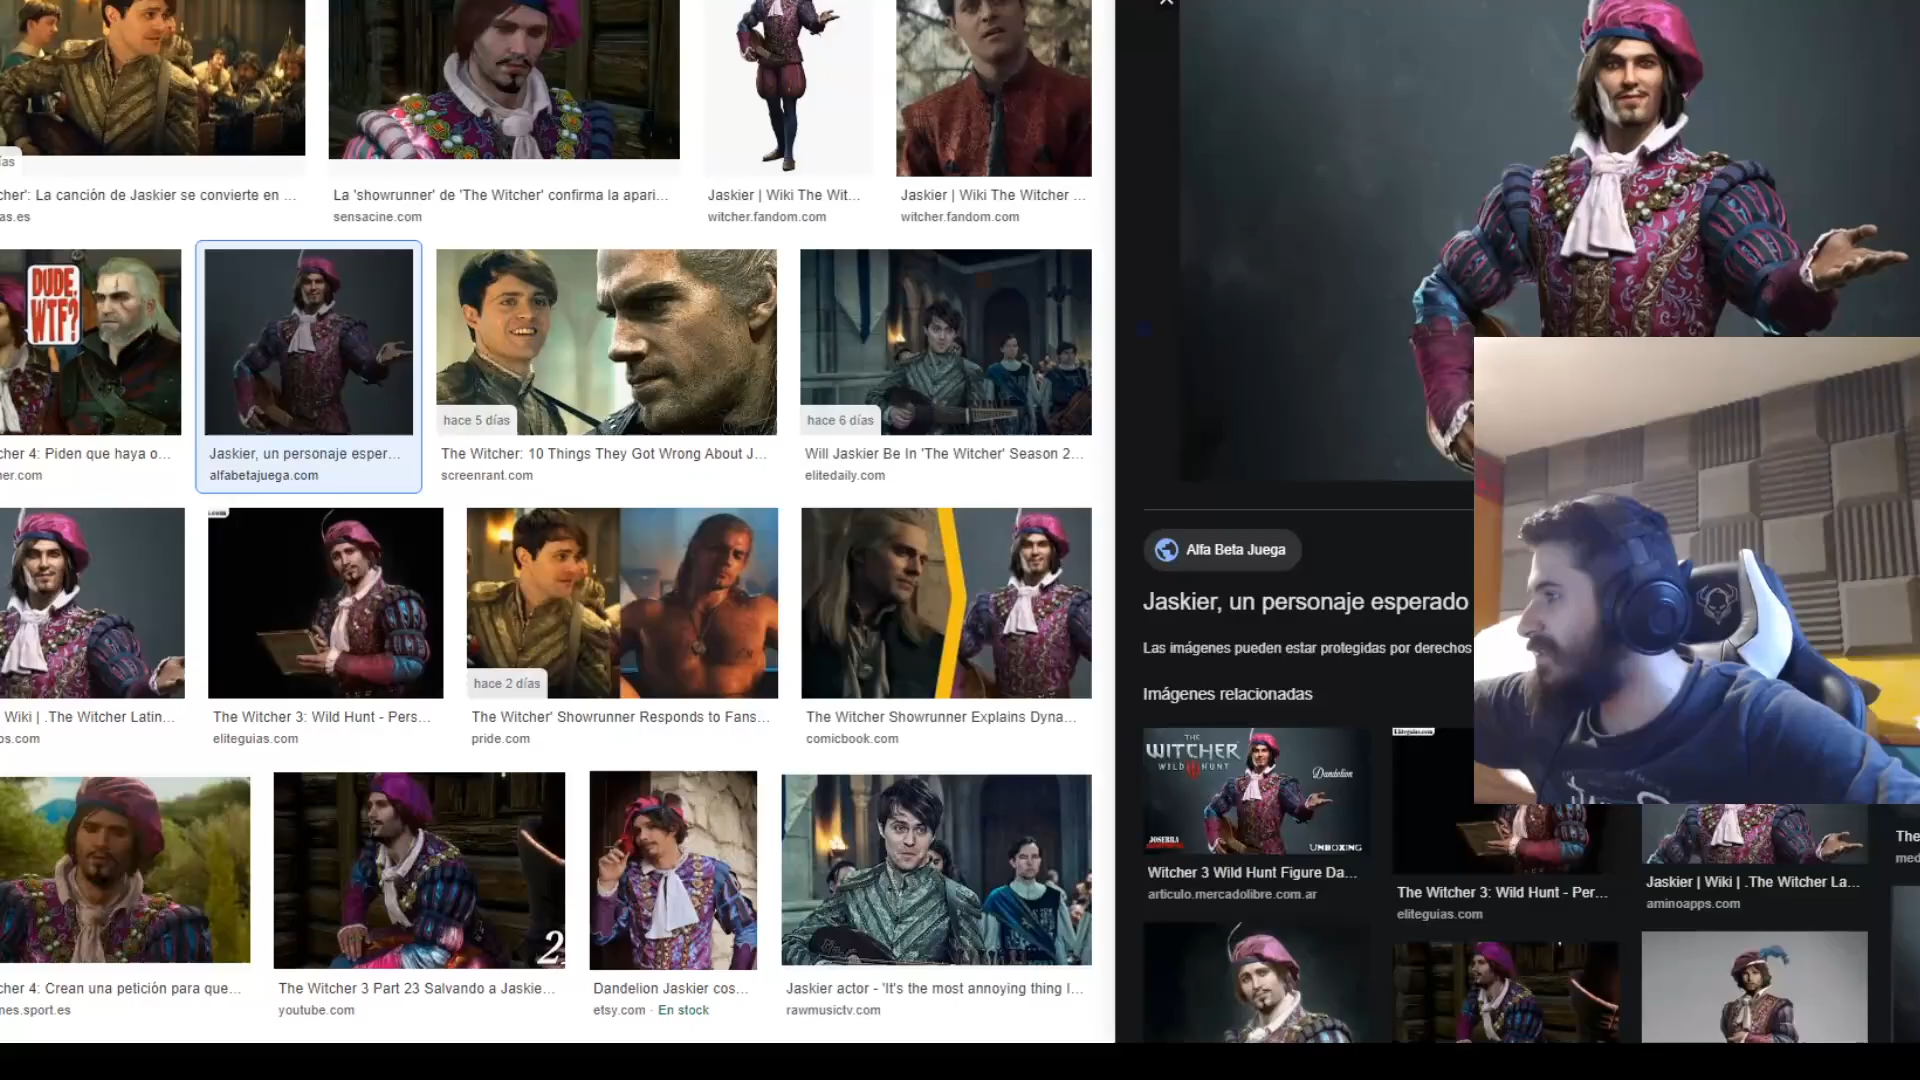 ías
cher': La canción de Jaskier se convierte en ...
as.es
La 'showrunner' de 'The Witcher' confirma la apari...
sensacine.com
Jaskier | Wiki The Wit...
witcher.fandom.com
Jaskier | Wiki The Witcher ...
witcher.fandom.com
DUDE,
WTF?
cher 4: Piden que haya o...
ner.com
Jaskier, un personaje esper...
alfabetajuega.com
hace 5 días
The Witcher: 10 Things They Got Wrong About J...
screenrant.com
hace 6 días
Will Jaskier Be In 'The Witcher' Season 2...
elitedaily.com
Wiki | .The Witcher Latin...
ps.com
The Witcher 3: Wild Hunt - Pers...
eliteguias.com
hace 2 días
The Witcher' Showrunner Responds to Fans...
pride.com
The Witcher Showrunner Explains Dyna...
comicbook.com
cher 4: Crean una petición para que...
nes.sport.es
2
The Witcher 3 Part 23 Salvando a Jaskie...
youtube.com
Dandelion Jaskier cos...
etsy.com · En stock
Jaskier actor - 'It's the most annoying thing I...
rawmusictv.com
Alfa Beta Juega
Jaskier, un personaje esperado
Las imágenes pueden estar protegidas por derechos
Imágenes relacionadas
THE
WITCHER
WILD HUNT
Dandelion
JOSERRA
UNBOXING
Witcher 3 Wild Hunt Figure Da...
articulo.mercadolibre.com.ar
Eliteguias.com
The Witcher 3: Wild Hunt - Per...
eliteguias.com
Jaskier | Wiki | .The Witcher La...
aminoapps.com
The
med